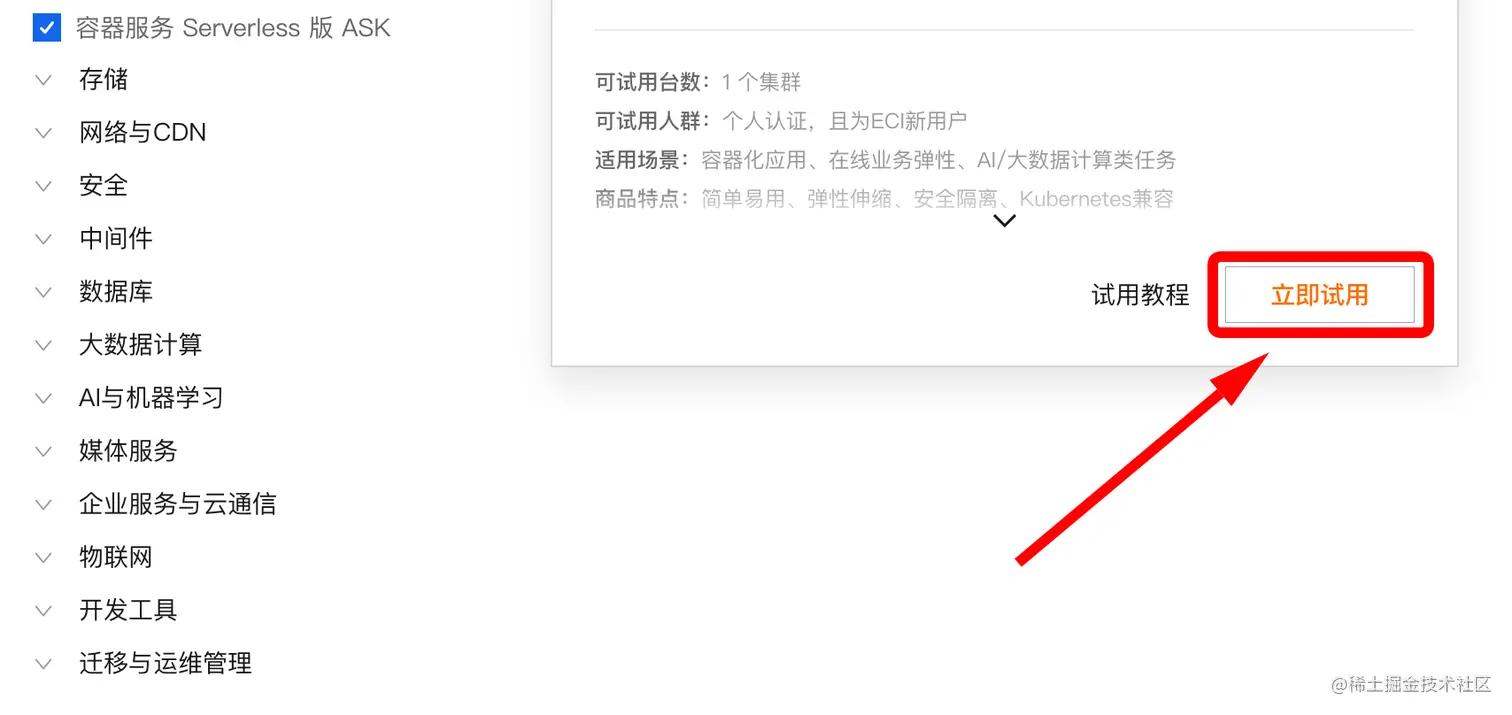 容器服务 Serverless 版 ASK
存储
网络与CDN
安全
中间件
数据库
大数据计算
AI与机器学习
媒体服务
企业服务与云通信
物联网
开发工具
迁移与运维管理
可试用台数：1 个集群
可试用人群：个人认证，且为ECI新用户
适用场景：容器化应用、在线业务弹性、AI/大数据计算类任务
商品特点：简单易用、弹性伸缩、安全隔离、Kubernetes兼容
试用教程 立即试用
@稀土掘金技术社区